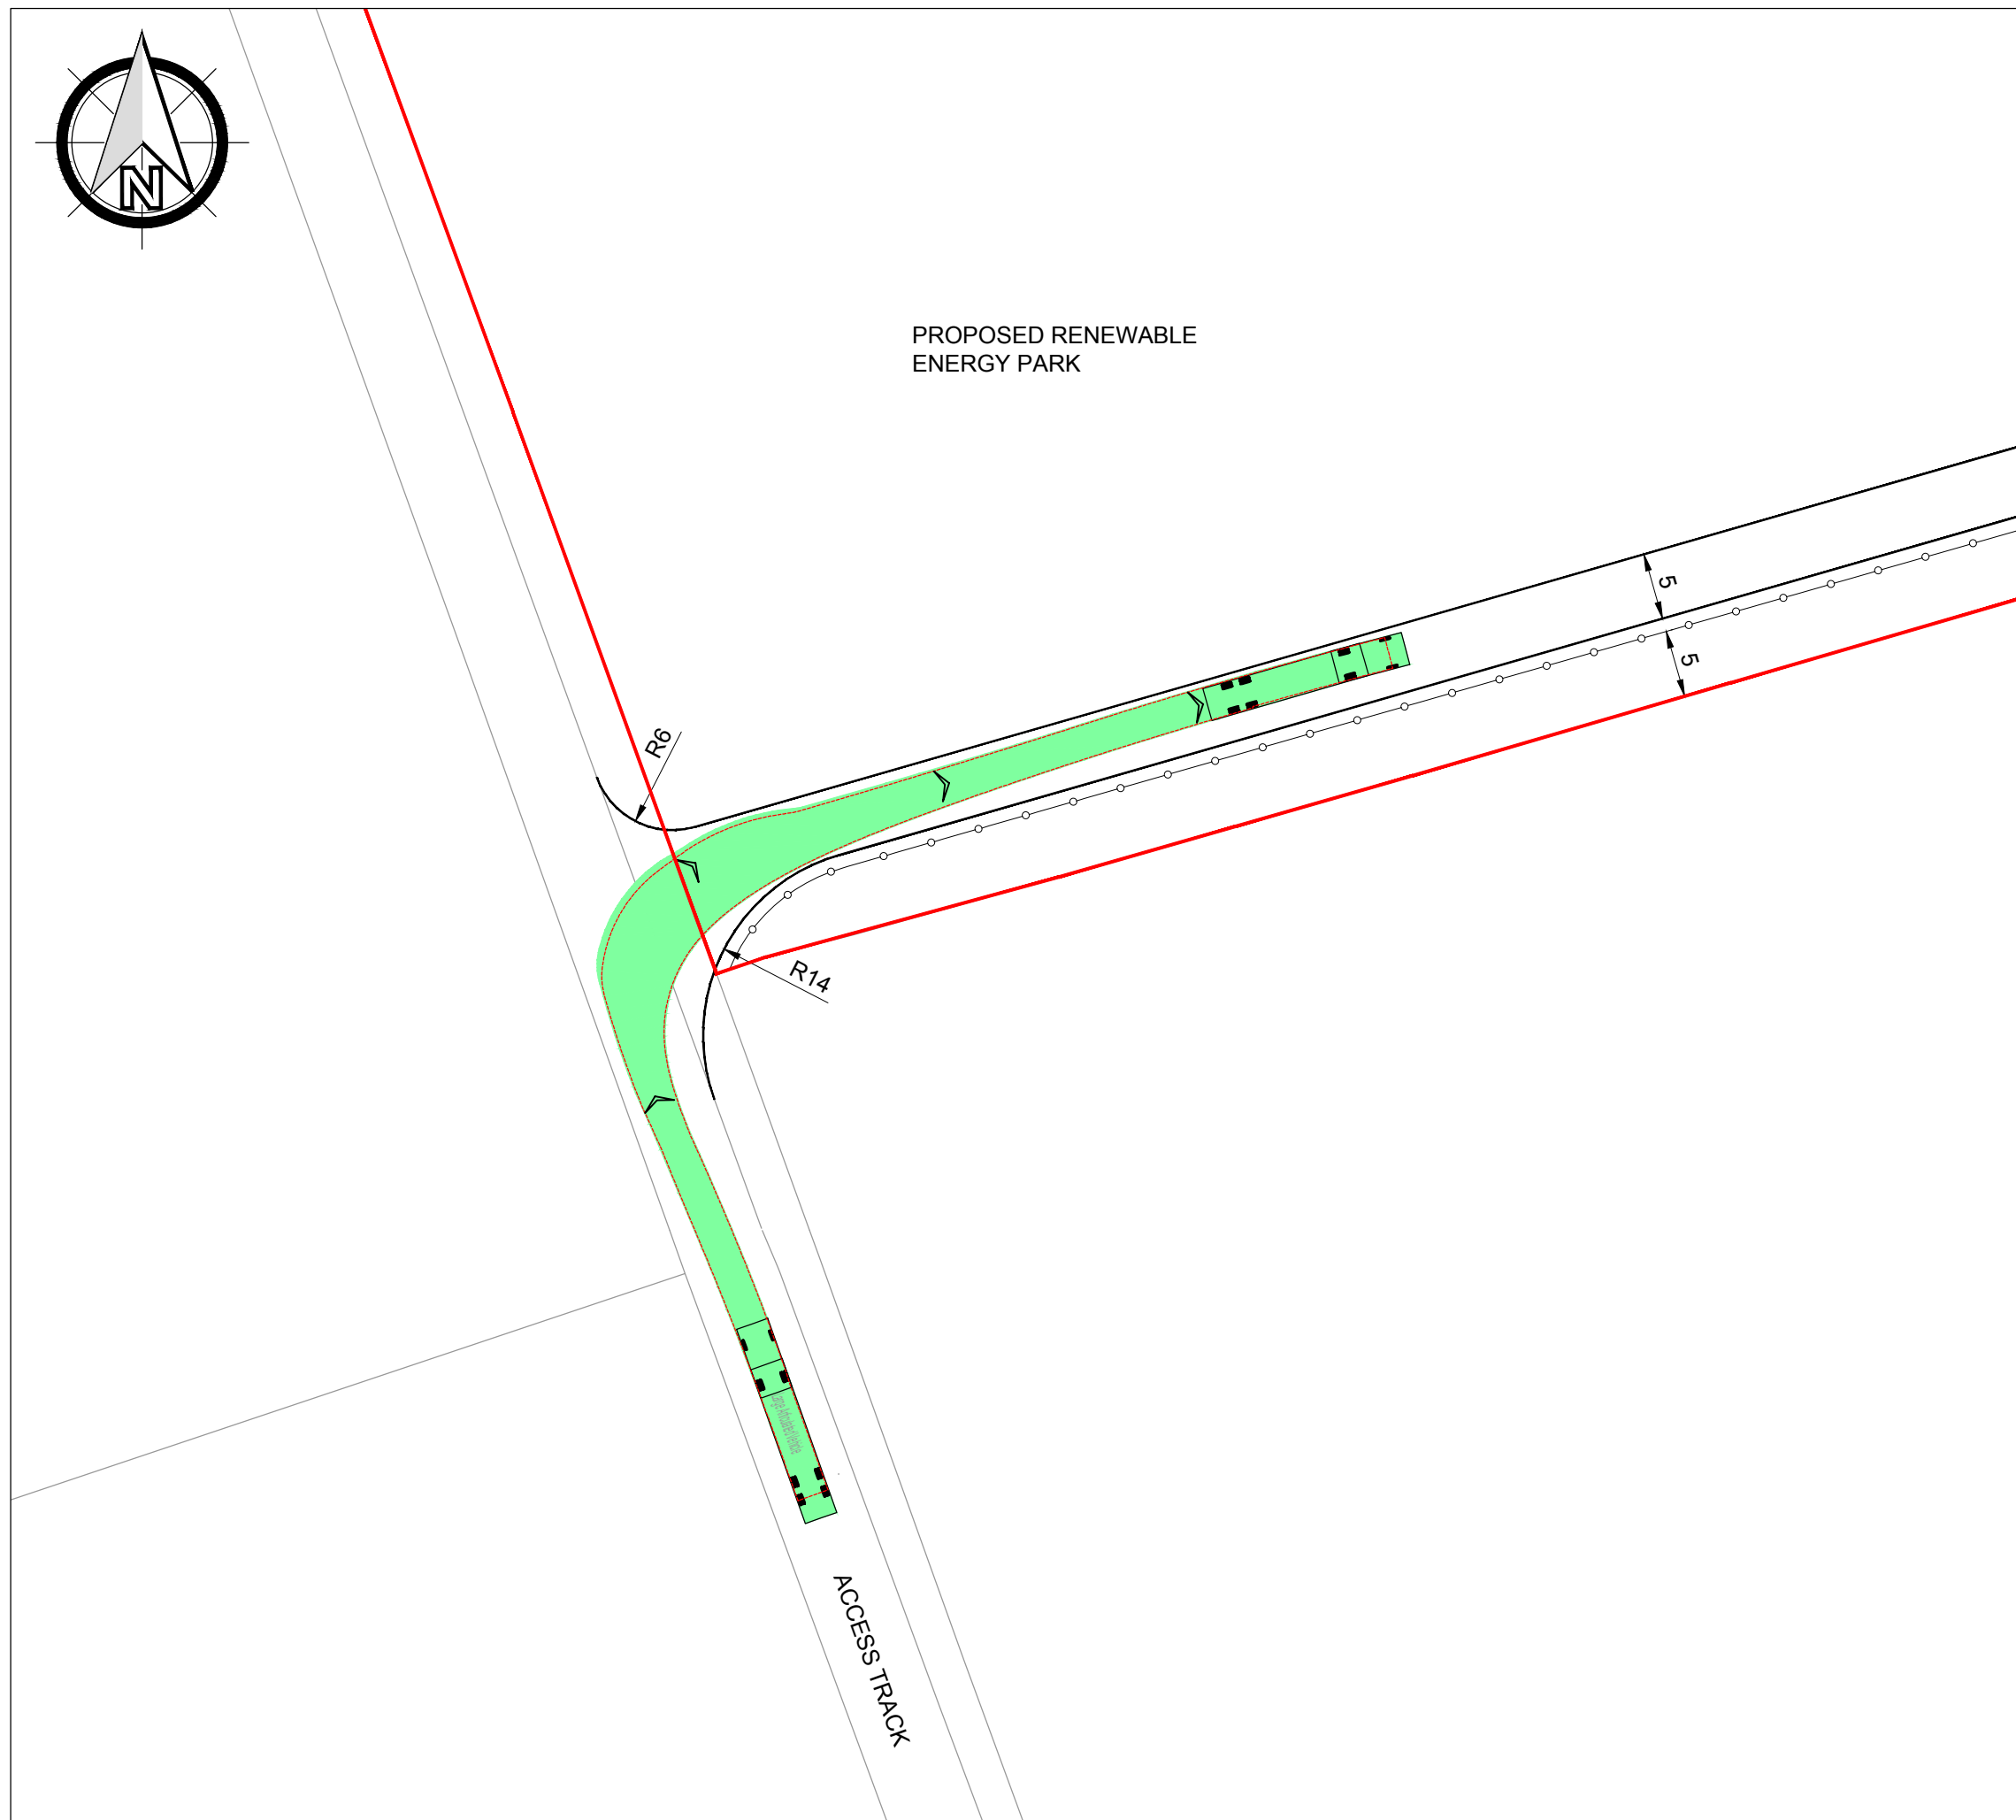 N
PROPOSED RENEWABLE
ENERGY PARK
5
5
R6
R14
ACCESS TRACK